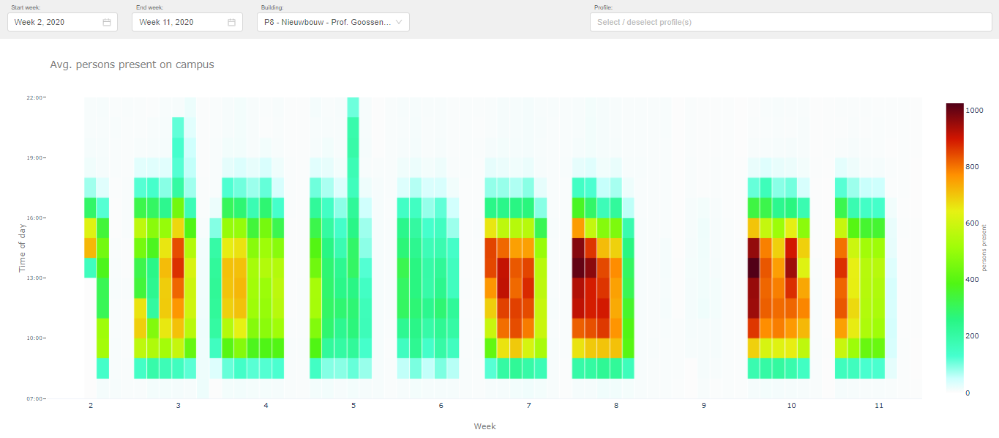 Start week:
End week:
Building:
Profile:
Week 2, 2020
Week 11, 2020
P8 - Nieuwbouw - Prof. Goossen...
Select / deselect profile(s)
Avg. persons present on campus
22:00
19:00
16:00
13:00
10:00
07:00
Time of day
2 3 4 5 6 7 8 9 10 11
Week
1000
800
600
400
200
0
persons present